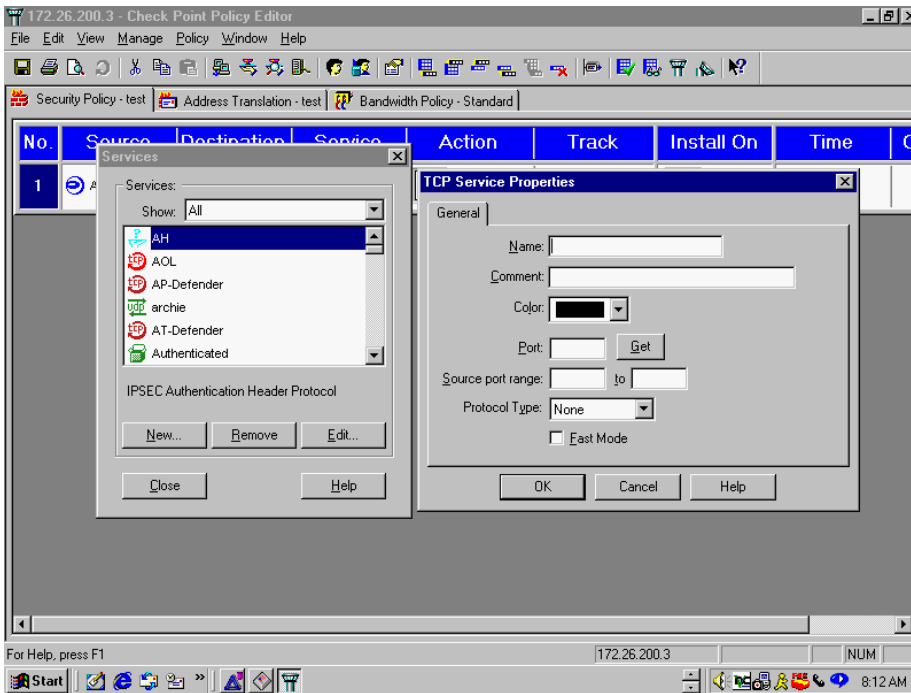 172.26.200.3 - Check Point Policy Editor
File Edit View Manage Policy Window Help
Security Policy - test Address Translation - test Bandwidth Policy - Standard
No. Source Destination Service Action Track Install On Time
1
Services
Services:
Show: All
AH
AOL
AP-Defender
archie
AT-Defender
Authenticated
IPSEC Authentication Header Protocol
New... Remove Edit...
Close Help
TCP Service Properties
General
Name:
Comment:
Color:
Port: Get
Source port range: to
Protocol Type: None
Fast Mode
OK Cancel Help
For Help, press F1 172.26.200.3 NUM
Start 8:12 AM